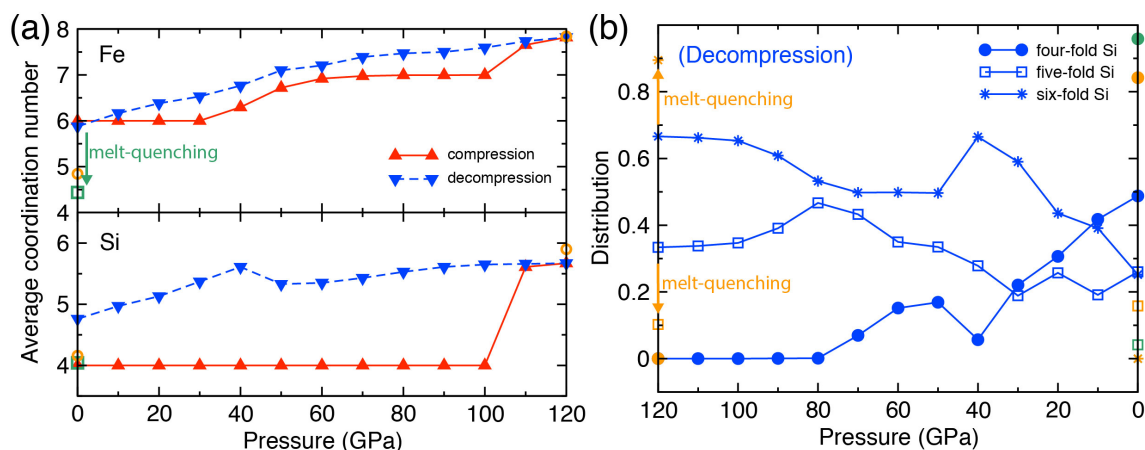 (a)
Fe
8
7
6
5
4
melt-quenching
compression
decompression
Si
6
5
4
Average coordination number
0 20 40 60 80 100 120
Pressure (GPa)
(b)
(Decompression)
four-fold Si
five-fold Si
six-fold Si
melt-quenching
melt-quenching
0.8
0.6
0.4
0.2
0
Distribution
120 100 80 60 40 20 0
Pressure (GPa)